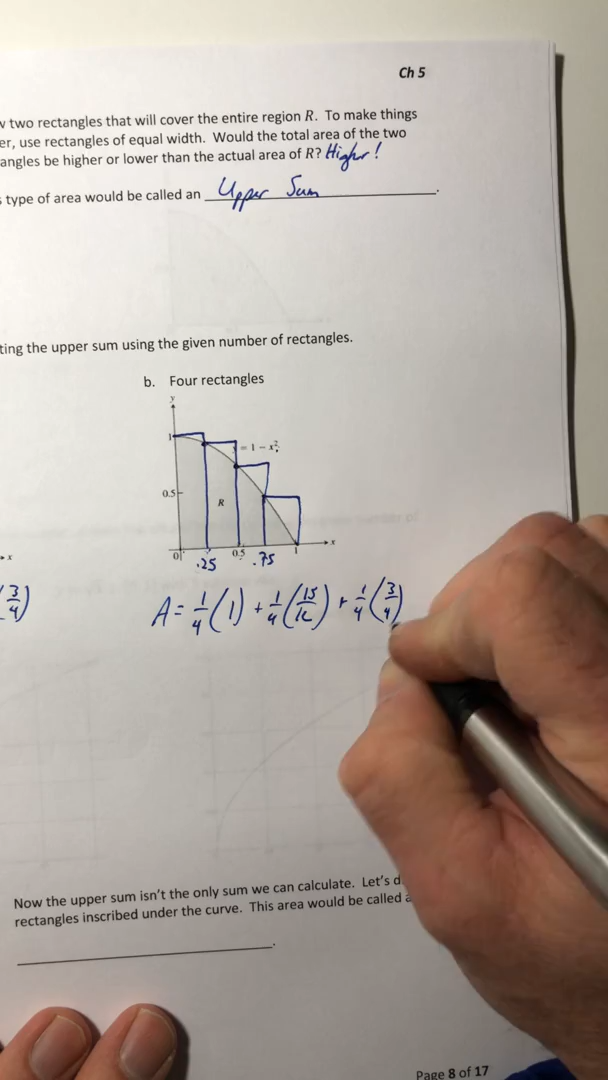 Ch 5
two rectangles that will cover the entire region R. To make things
er, use rectangles of equal width. Would the total area of the two
angles be higher or lower than the actual area of R? Higher!
type of area would be called an Upper Sum.
ting the upper sum using the given number of rectangles.
b. Four rectangles
y
1
= 1 − x²;
0.5
R
x
x
0
0.5
1
.25
.75
(3/4)
A = 1/4(1) + 1/4(15/16) + 1/4(3/4)
Now the upper sum isn't the only sum we can calculate. Let's d
rectangles inscribed under the curve. This area would be called a
.
Page 8 of 17